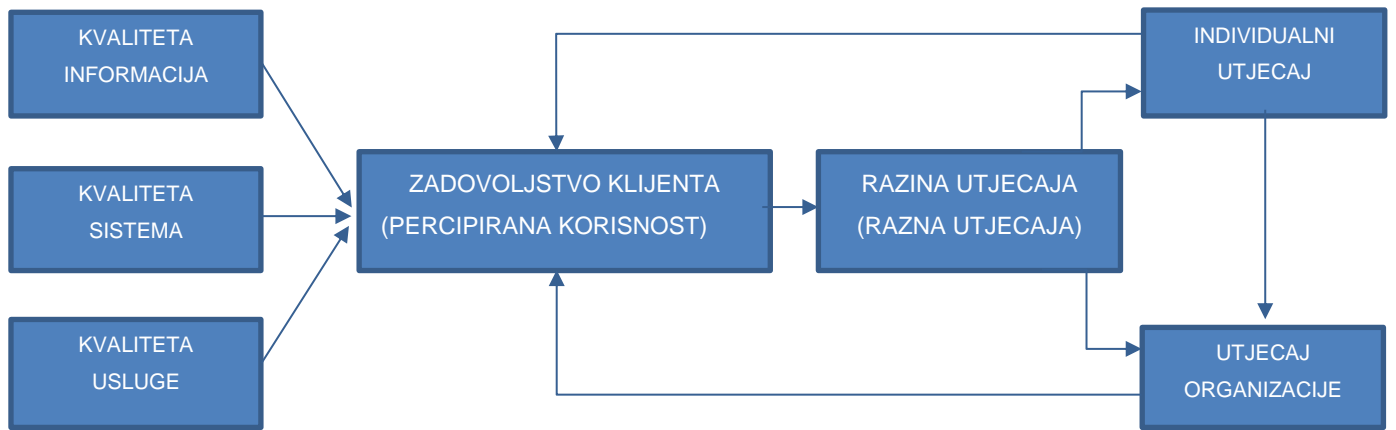 KVALITETA
INFORMACIJA
KVALITETA
SISTEMA
KVALITETA
USLUGE
ZADOVOLJSTVO KLIJENTA
(PERCIPIRANA KORISNOST)
RAZINA UTJECAJA
(RAZNA UTJECAJA)
INDIVIDUALNI
UTJECAJ
UTJECAJ
ORGANIZACIJE